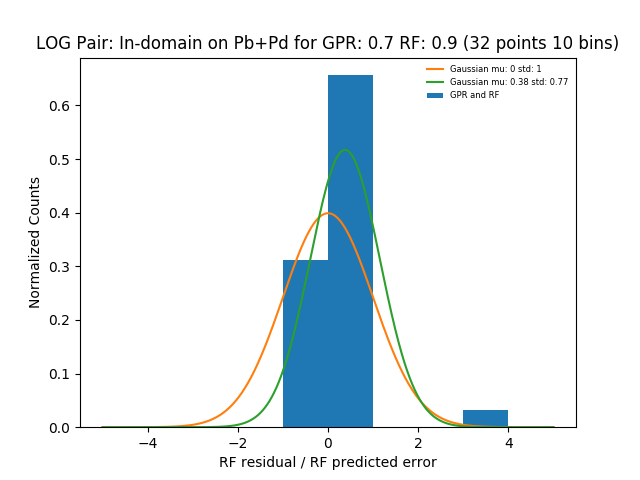 LOG Pair: In-domain on Pb+Pd for GPR: 0.7 RF: 0.9 (32 points 10 bins)
Gaussian mu: 0 std: 1
Gaussian mu: 0.38 std: 0.77
GPR and RF
Normalized Counts
0.6
0.5
0.4
0.3
0.2
0.1
0.0
−4 −2 0 2 4
RF residual / RF predicted error